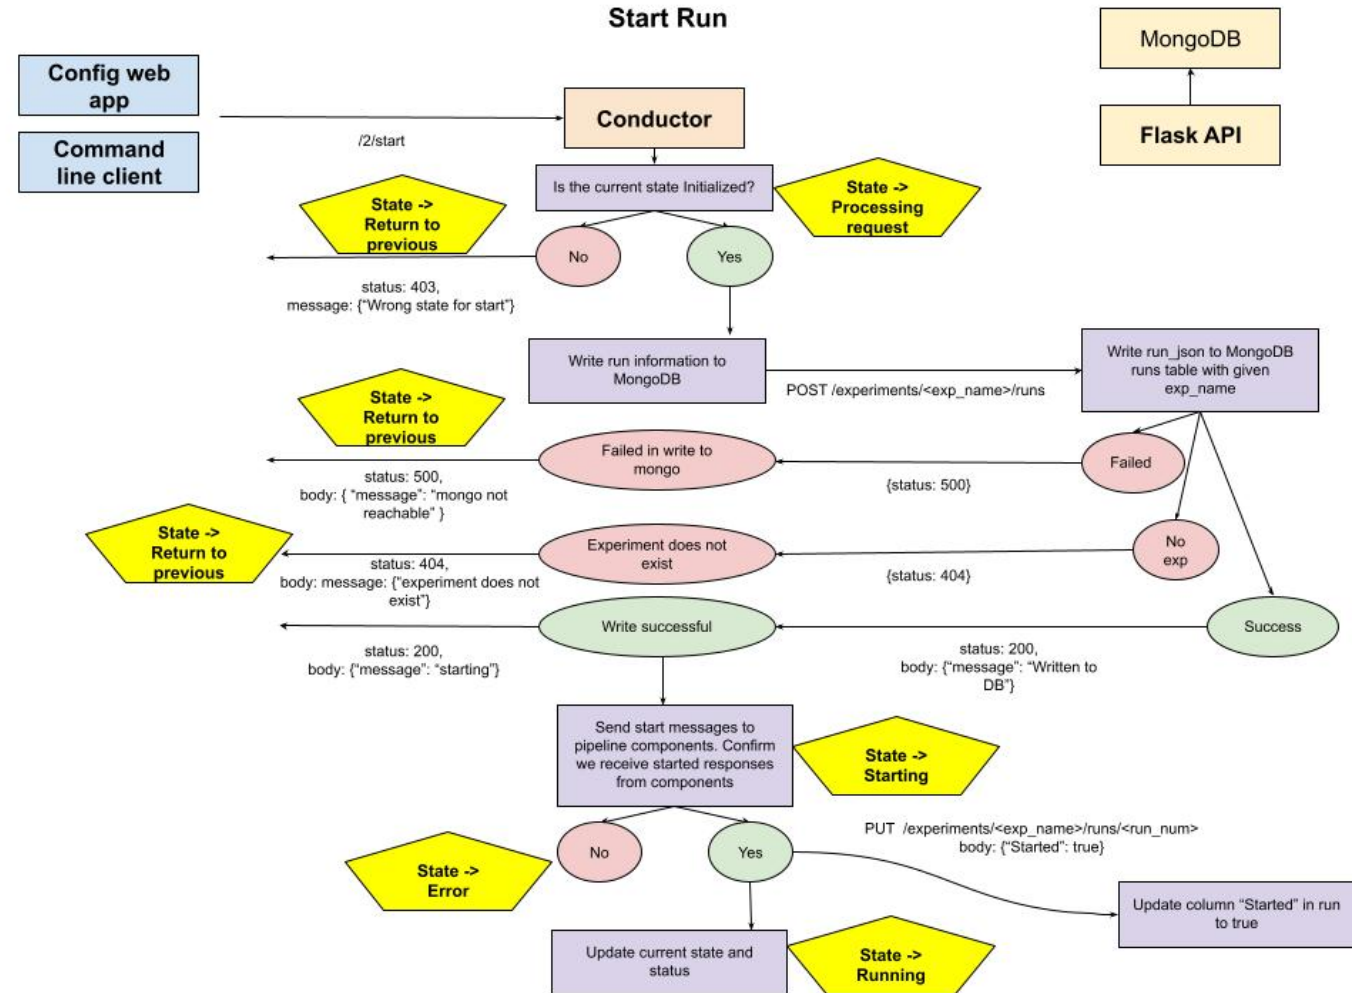 Start Run
MongoDB
Config web
app
Conductor
Flask API
/2/start
Command
line client
Is the current state Initialized?
State ->
Processing
request
State ->
Return to
previous
No
Yes
status: 403,
message: {“Wrong state for start”}
Write run information to
MongoDB
POST /experiments/<exp_name>/runs
Write run_json to MongoDB
runs table with given
exp_name
State ->
Return to
previous
Failed in write to
mongo
Failed
{status: 500}
status: 500,
body: { “message”: “mongo not
reachable” }
State ->
Return to
previous
Experiment does not
exist
No
exp
{status: 404}
status: 404,
body: message: {“experiment does not
exist”}
Write successful
Success
status: 200,
body: {“message”: “starting”}
status: 200,
body: {“message”: “Written to
DB”}
Send start messages to
pipeline components. Confirm
we receive started responses
from components
State ->
Starting
PUT /experiments/<exp_name>/runs/<run_num>
body: {“Started”: true}
No
Yes
State ->
Error
Update column “Started” in run
to true
Update current state and
status
State ->
Running